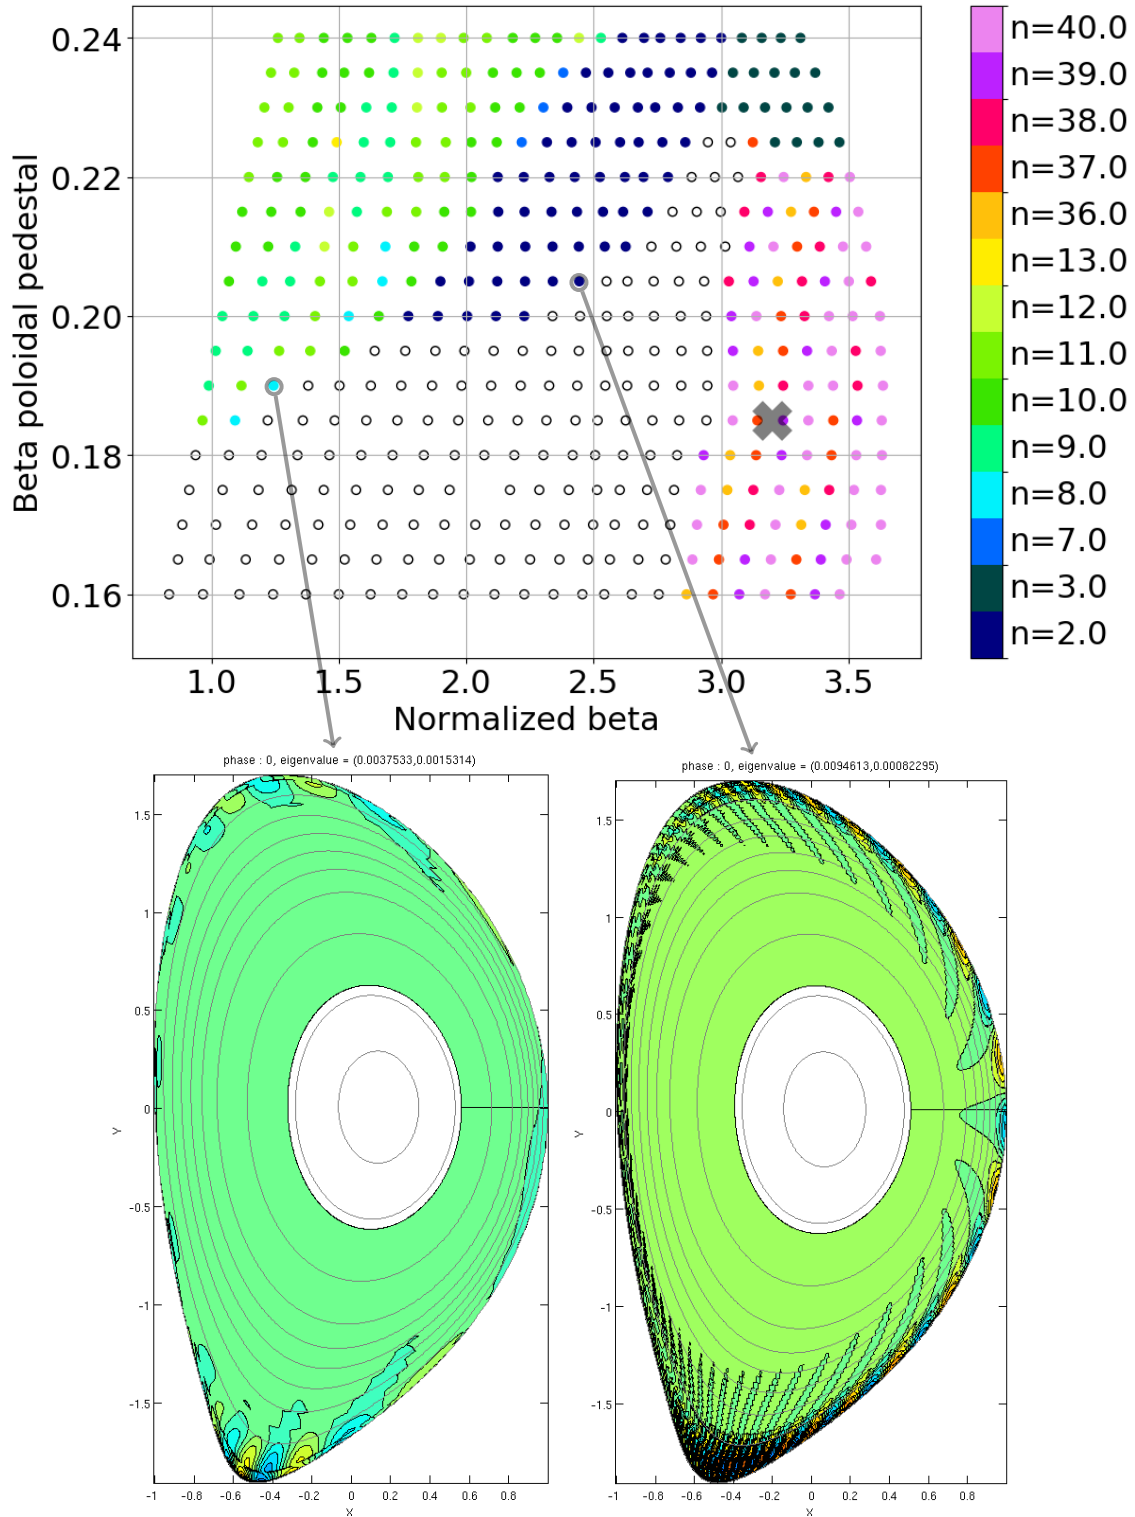 Beta poloidal pedestal
0.24
0.22
0.20
0.18
0.16
1.0 1.5 2.0 2.5 3.0 3.5
Normalized beta
n=40.0
n=39.0
n=38.0
n=37.0
n=36.0
n=13.0
n=12.0
n=11.0
n=10.0
n=9.0
n=8.0
n=7.0
n=3.0
n=2.0
phase : 0, eigenvalue = (0.0037533,0.0015314)
1.5
1
0.5
0
-0.5
-1
-1.5
Y
-1 -0.8 -0.6 -0.4 -0.2 0 0.2 0.4 0.6 0.8
X
phase : 0, eigenvalue = (0.0094613,0.00082295)
1.5
1
0.5
0
-0.5
-1
-1.5
Y
-1 -0.8 -0.6 -0.4 -0.2 0 0.2 0.4 0.6 0.8
X